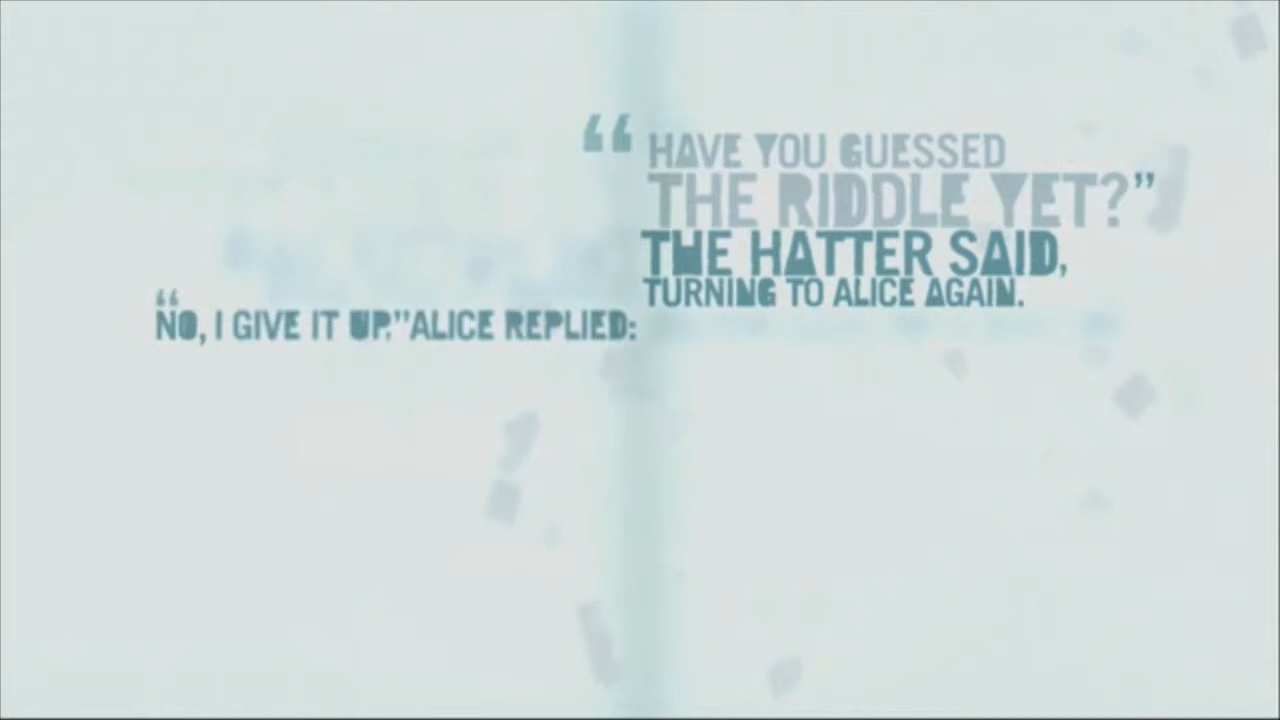 “HAVE YOU GUESSED
THE RIDDLE YET?”
THE HATTER SAID,
TURNING TO ALICE AGAIN.
“NO, I GIVE IT UP.”ALICE REPLIED: